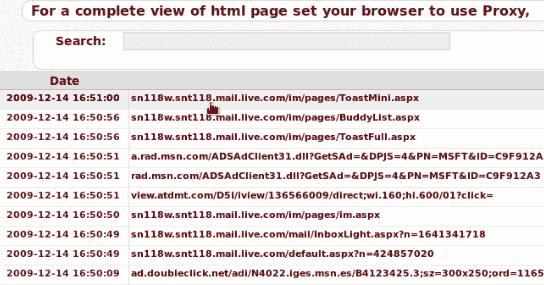 For a complete view of html page set your browser to use Proxy,
Search:
Date
2009-12-14 16:51:00 sn118w.snt118.mail.live.com/im/pages/ToastMini.aspx
2009-12-14 16:50:56 sn118w.snt118.mail.live.com/im/pages/BuddyList.aspx
2009-12-14 16:50:56 sn118w.snt118.mail.live.com/im/pages/ToastFull.aspx
2009-12-14 16:50:51 a.rad.msn.com/ADSAdClient31.dll?GetSAd=&DPJS=4&PN=MSFT&ID=C9F912A
2009-12-14 16:50:51 rad.msn.com/ADSAdClient31.dll?GetSAd=&DPJS=4&PN=MSFT&ID=C9F912A3
2009-12-14 16:50:51 view.atdmt.com/D5I/iview/136566009/direct;wi.160;hi.600/01?click=
2009-12-14 16:50:50 sn118w.snt118.mail.live.com/im/pages/im.aspx
2009-12-14 16:50:49 sn118w.snt118.mail.live.com/mail/InboxLight.aspx?n=1641341718
2009-12-14 16:50:49 sn118w.snt118.mail.live.com/default.aspx?n=424857020
2009-12-14 16:50:09 ad.doubleclick.net/adi/N4022.iges.msn.es/B4123425.3;sz=300x250;ord=1165